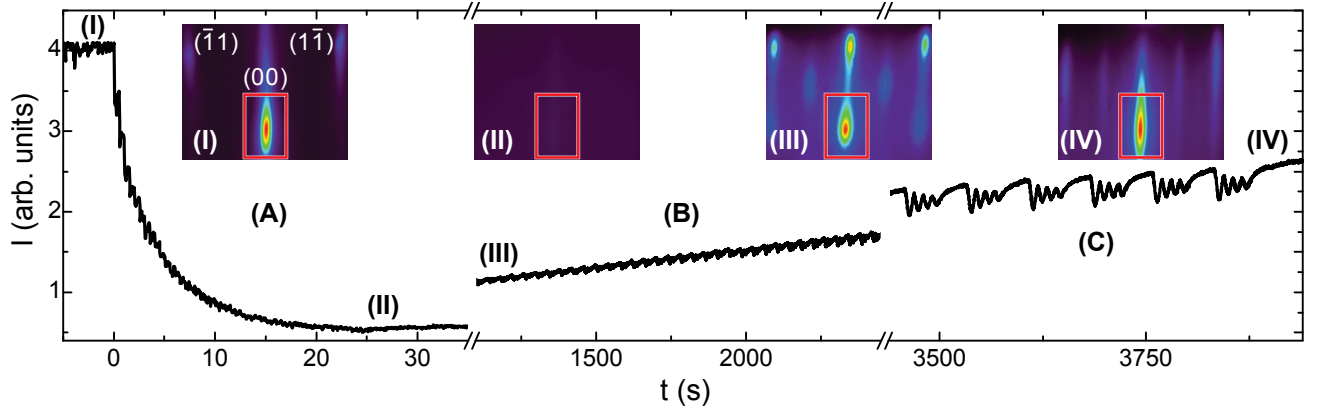 (I)
(1̄1)
(11̄)
(00)
(I)
(II)
(III)
(IV)
(IV)
4
3
2
1
I (arb. units)
(A)
(II)
(III)
(B)
(C)
0 10 20 30 1500 2000 3500 3750
t (s)